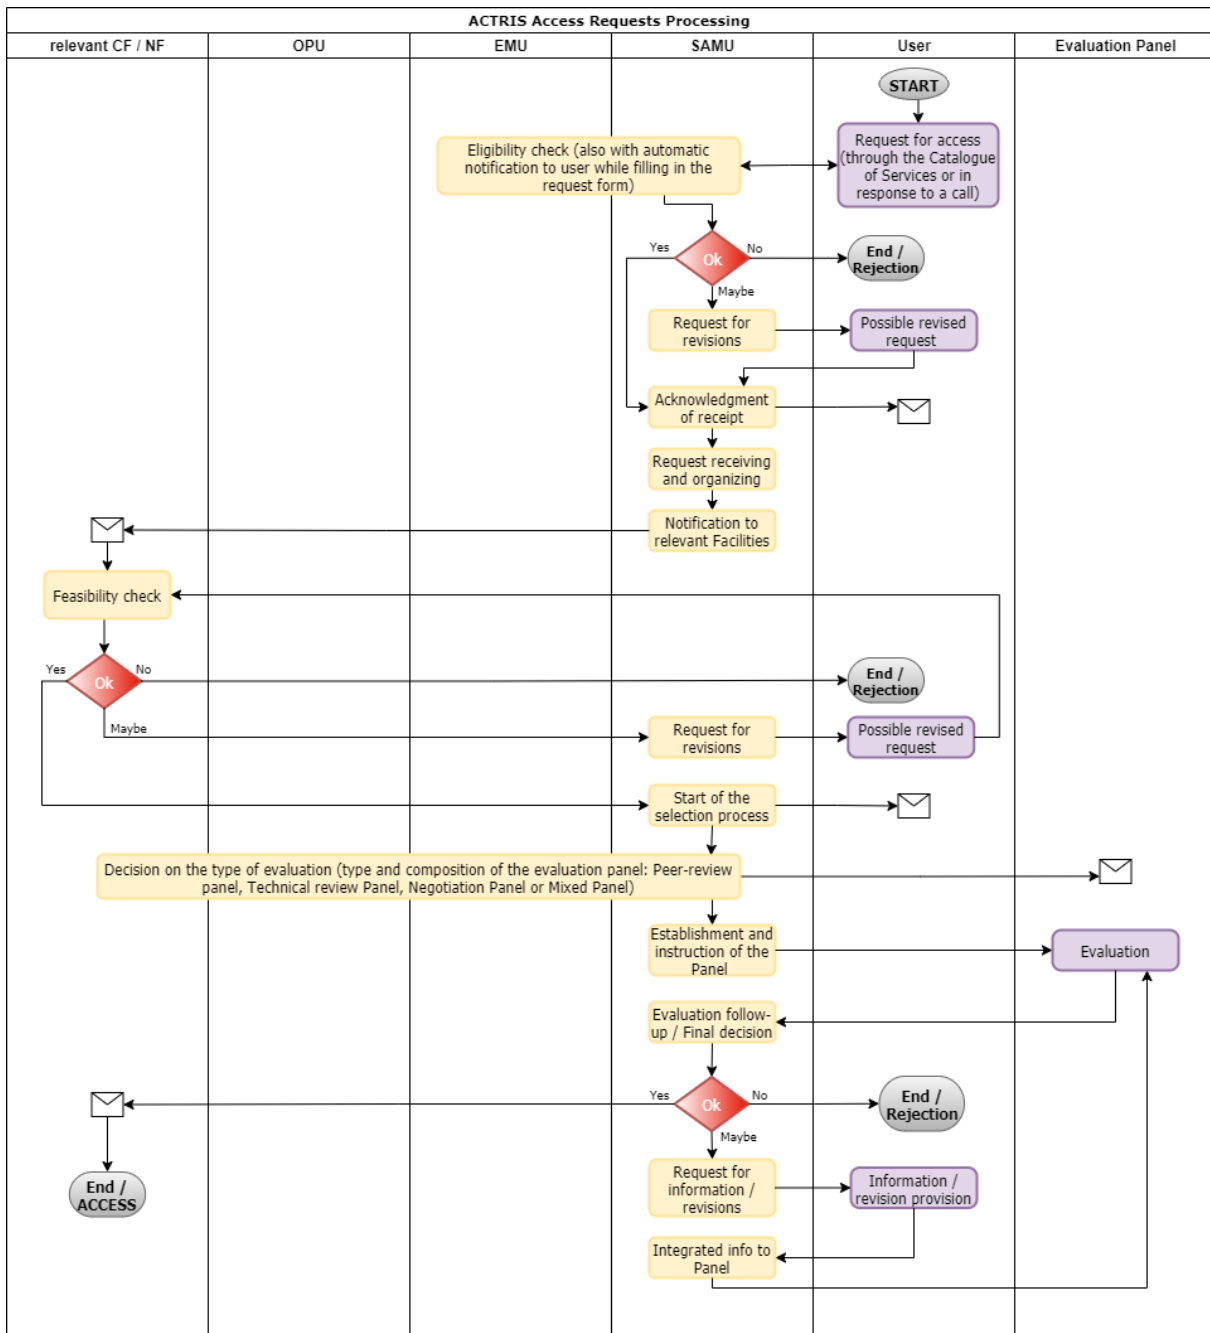 ACTRIS Access Requests Processing
relevant CF / NF
OPU
EMU
SAMU
User
Evaluation Panel
START
Request for access
(through the Catalogue
of Services or in
response to a call)
Eligibility check (also with automatic
notification to user while filling in the
request form)
Yes
Ok
No
End /
Rejection
Maybe
Request for
revisions
Possible revised
request
Acknowledgment
of receipt
Request receiving
and organizing
Notification to
relevant Facilities
Feasibility check
Yes
Ok
No
End /
Rejection
Maybe
Request for
revisions
Possible revised
request
Start of the
selection process
Decision on the type of evaluation (type and composition of the evaluation panel: Peer-review
panel, Technical review Panel, Negotiation Panel or Mixed Panel)
Establishment and
instruction of the
Panel
Evaluation
Evaluation follow-
up / Final decision
Yes
Ok
No
End /
Rejection
Maybe
End /
ACCESS
Request for
information /
revisions
Information /
revision provision
Integrated info to
Panel